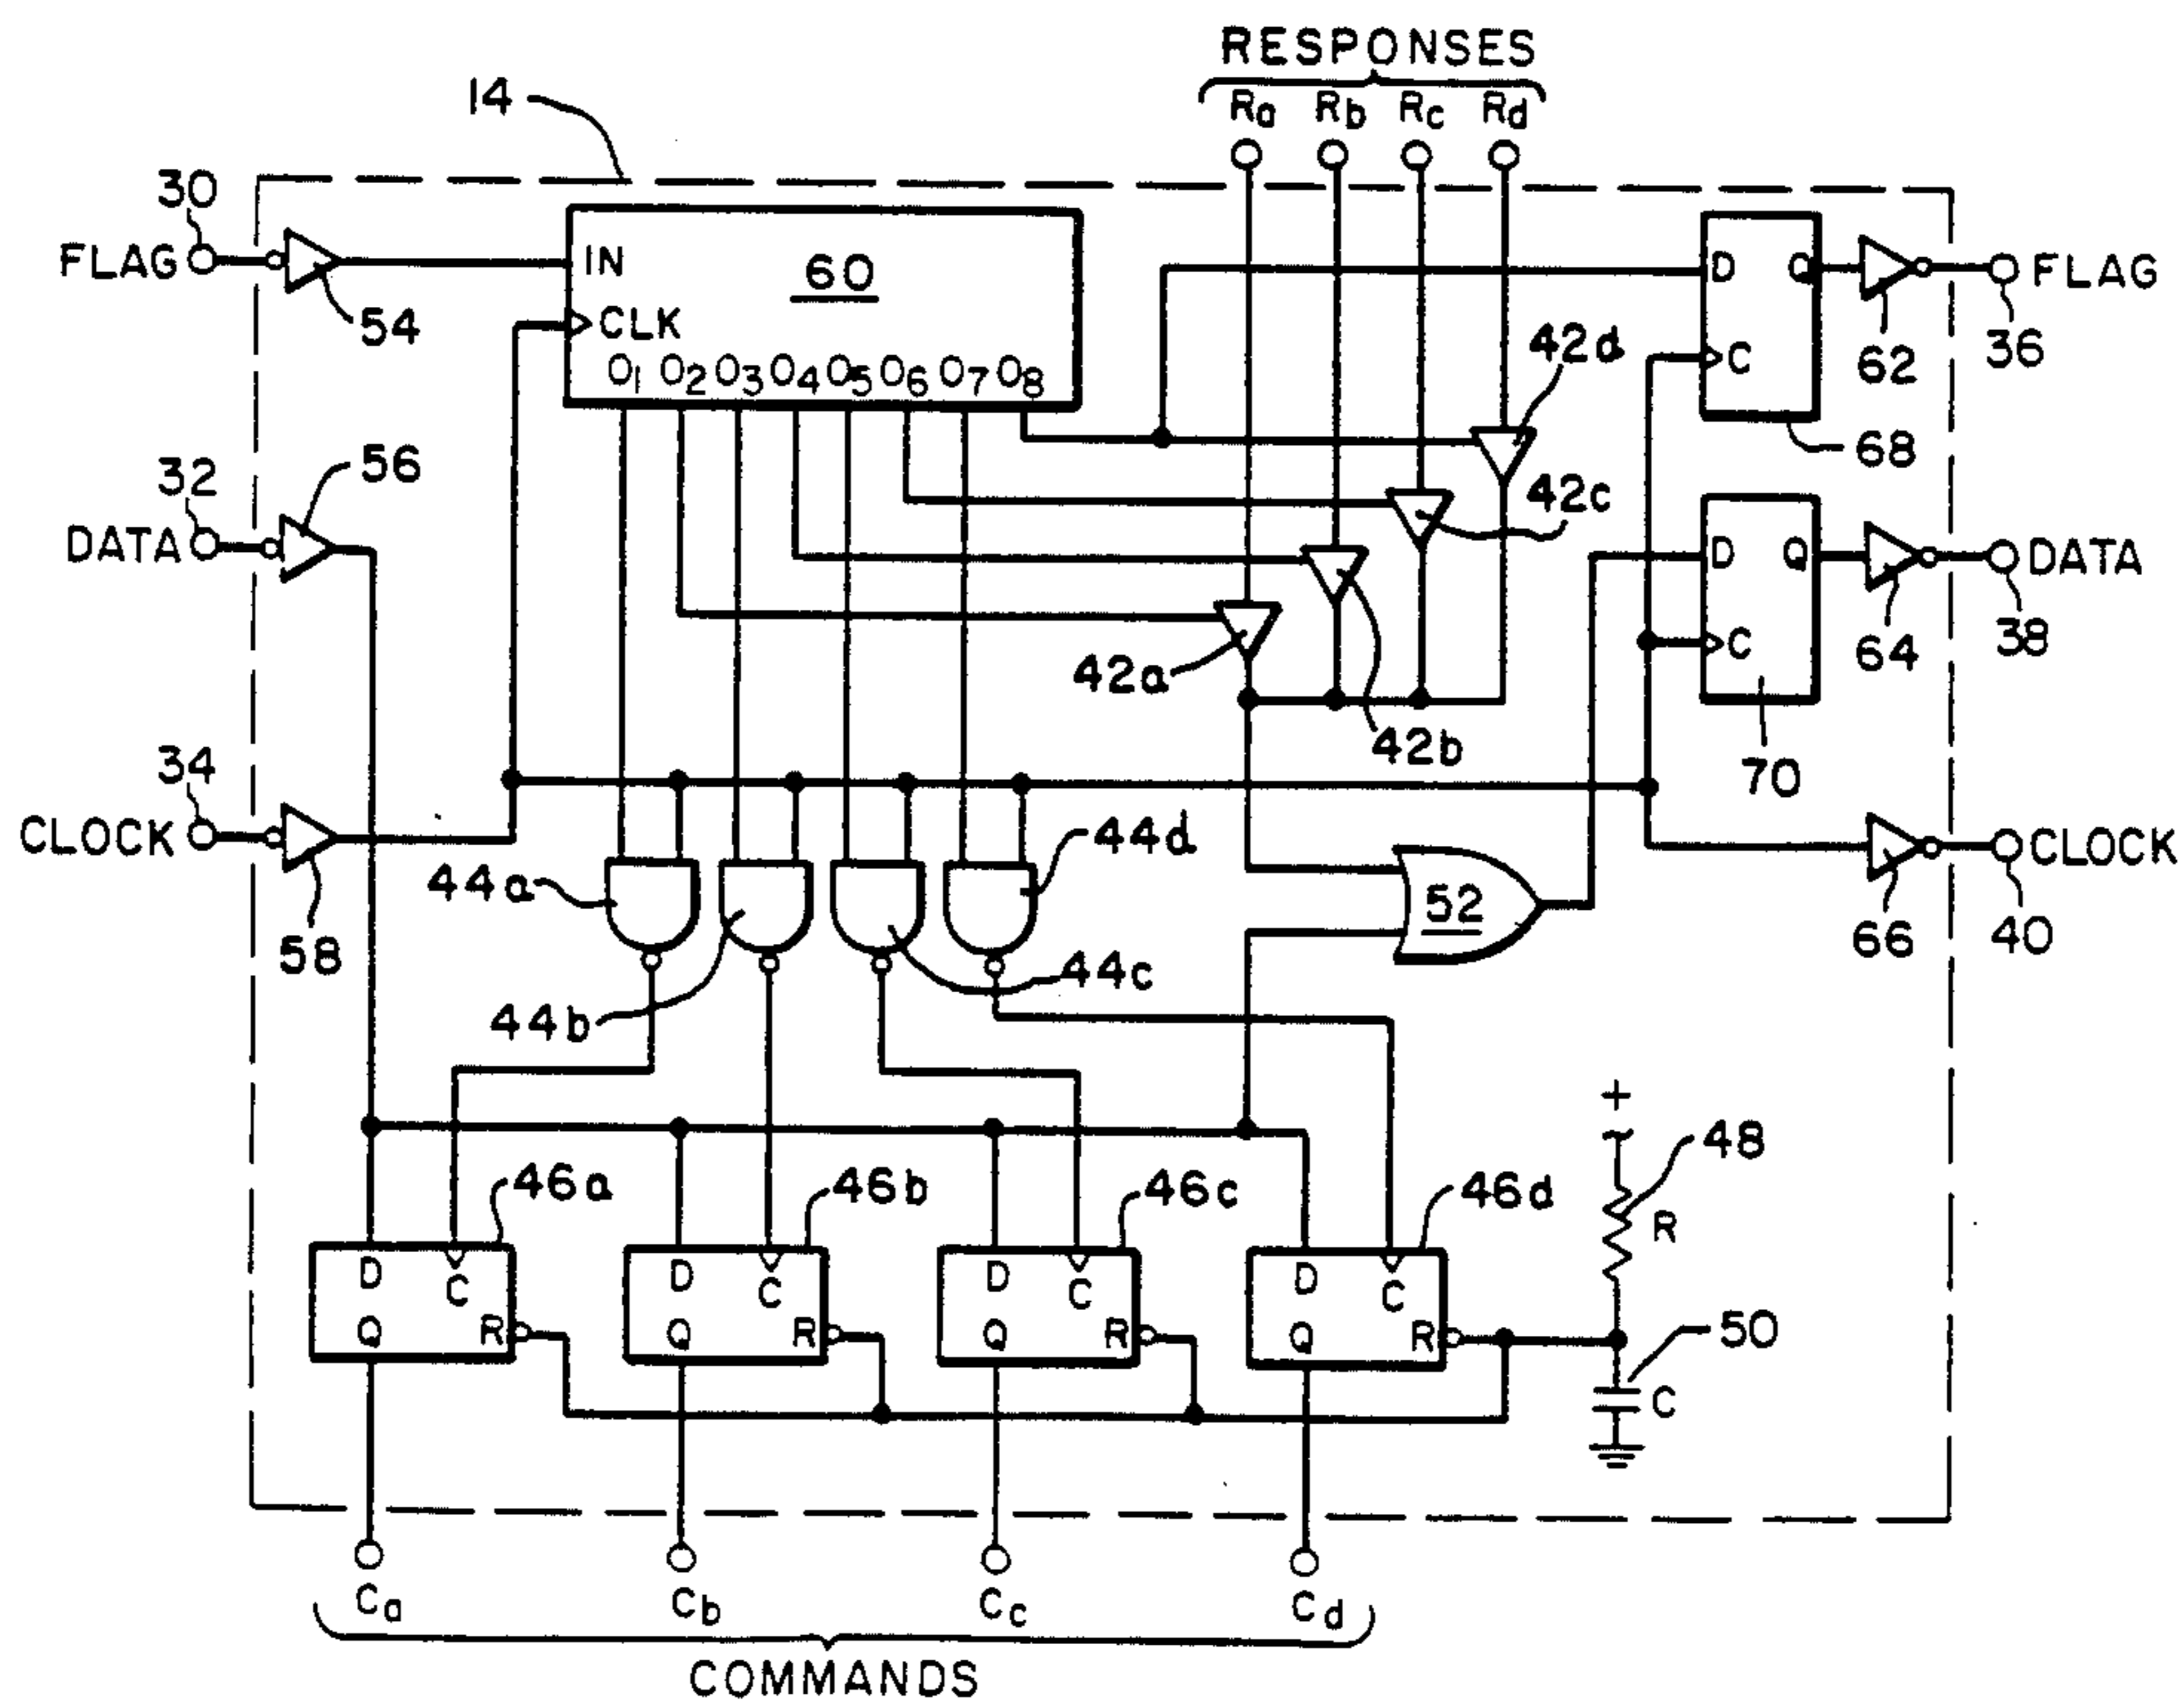 RESPONSES
Ra Rb Rc Rd
14
30
FLAG
54
IN
60
CLK
O1 O2 O3 O4 O5 O6 O7 O8
D Q
C
62
FLAG
36
68
42d
42c
32
DATA
56
42a
42b
D Q
C
64
DATA
38
70
34
CLOCK
58
44a
44d
44b
44c
52
66
CLOCK
40
46a
46b
46c
46d
+
48
R
D C
Q R
D C
Q R
D C
Q R
D C
Q R
50
C
Ca Cb Cc Cd
COMMANDS